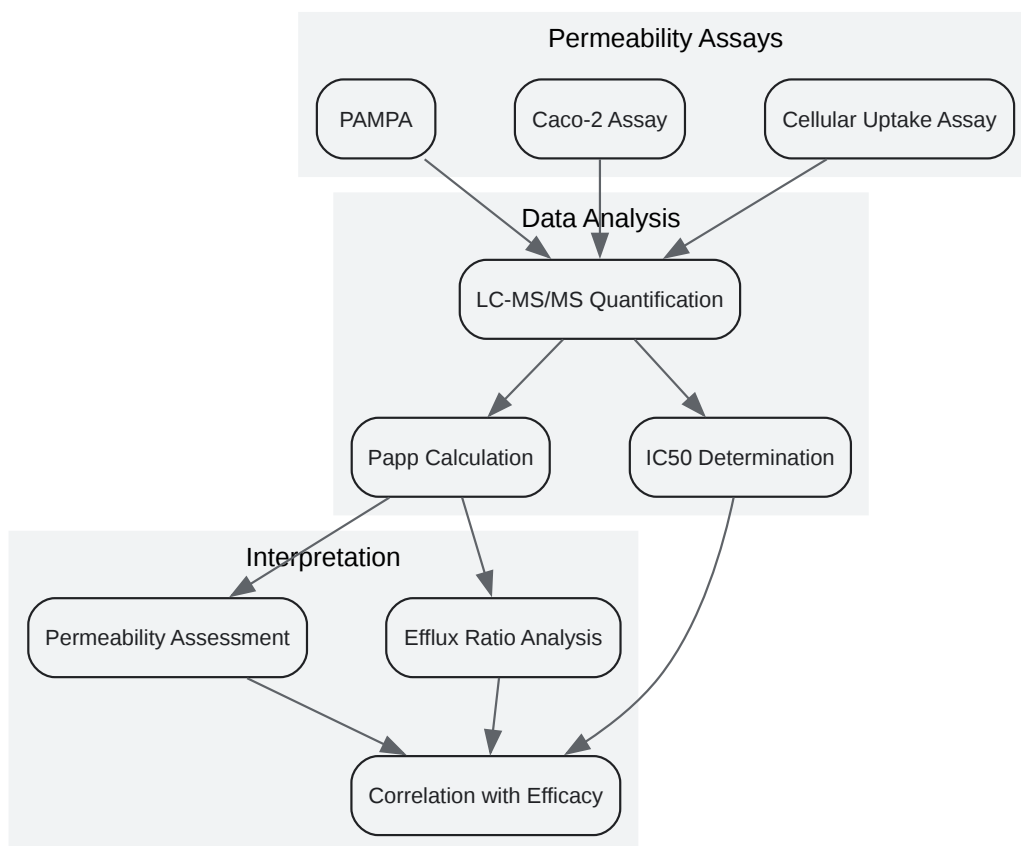 Permeability Assays
PAMPA
Caco-2 Assay
Cellular Uptake Assay
Data Analysis
LC-MS/MS Quantification
Papp Calculation
IC50 Determination
Interpretation
Permeability Assessment
Efflux Ratio Analysis
Correlation with Efficacy